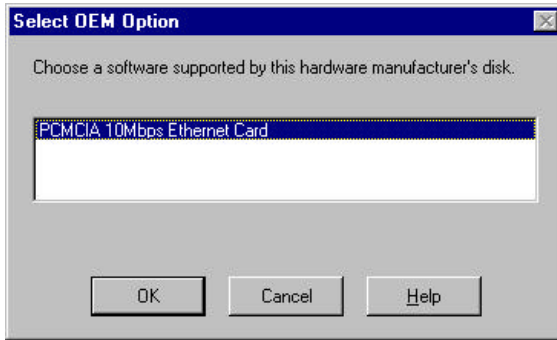 Select OEM Option
Choose a software supported by this hardware manufacturer's disk.
PCMCIA 10Mbps Ethernet Card
OK Cancel Help